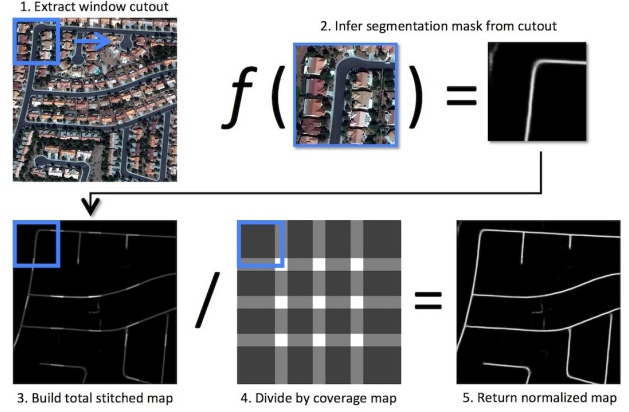 1. Extract window cutout
2. Infer segmentation mask from cutout
f ( ) =
/ =
3. Build total stitched map
4. Divide by coverage map
5. Return normalized map